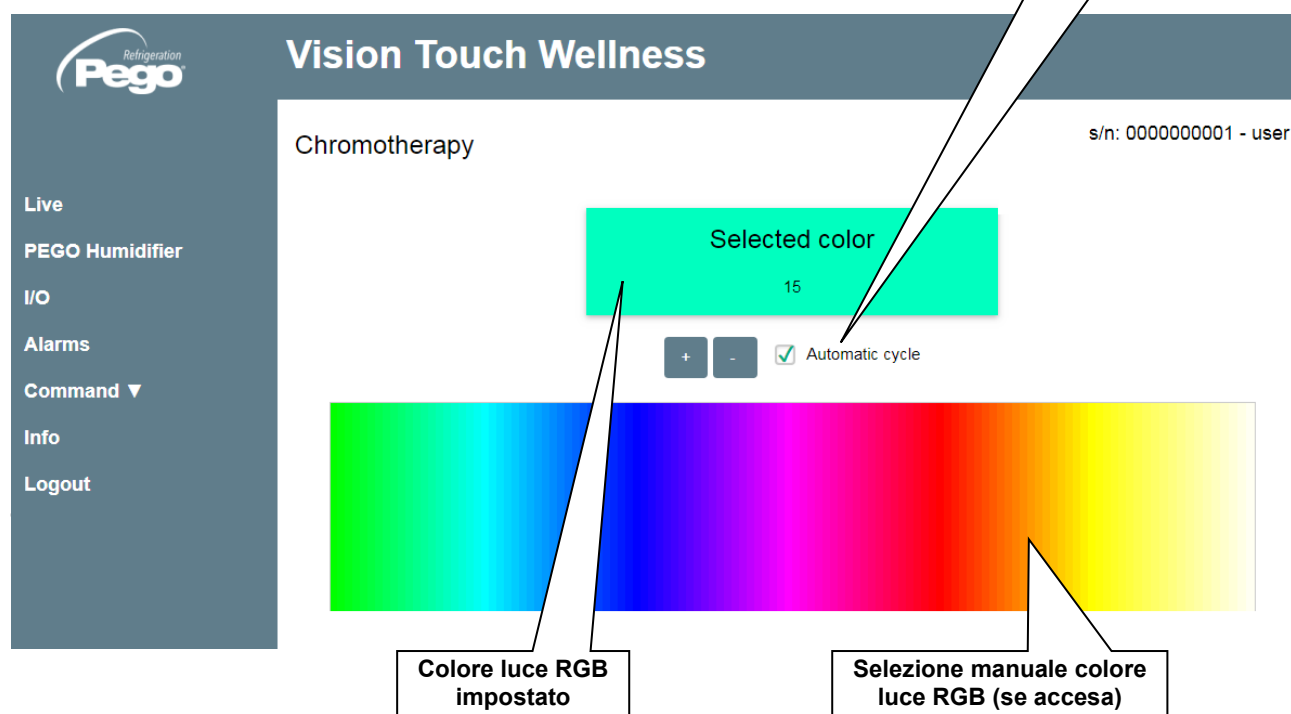 Refrigeration
Pego
Vision Touch Wellness
Chromotherapy
s/n: 0000000001 - user
Live
PEGO Humidifier
I/O
Alarms
Command ▼
Info
Logout
Selected color
15
+ - Automatic cycle
Colore luce RGB
impostato
Selezione manuale colore
luce RGB (se accesa)